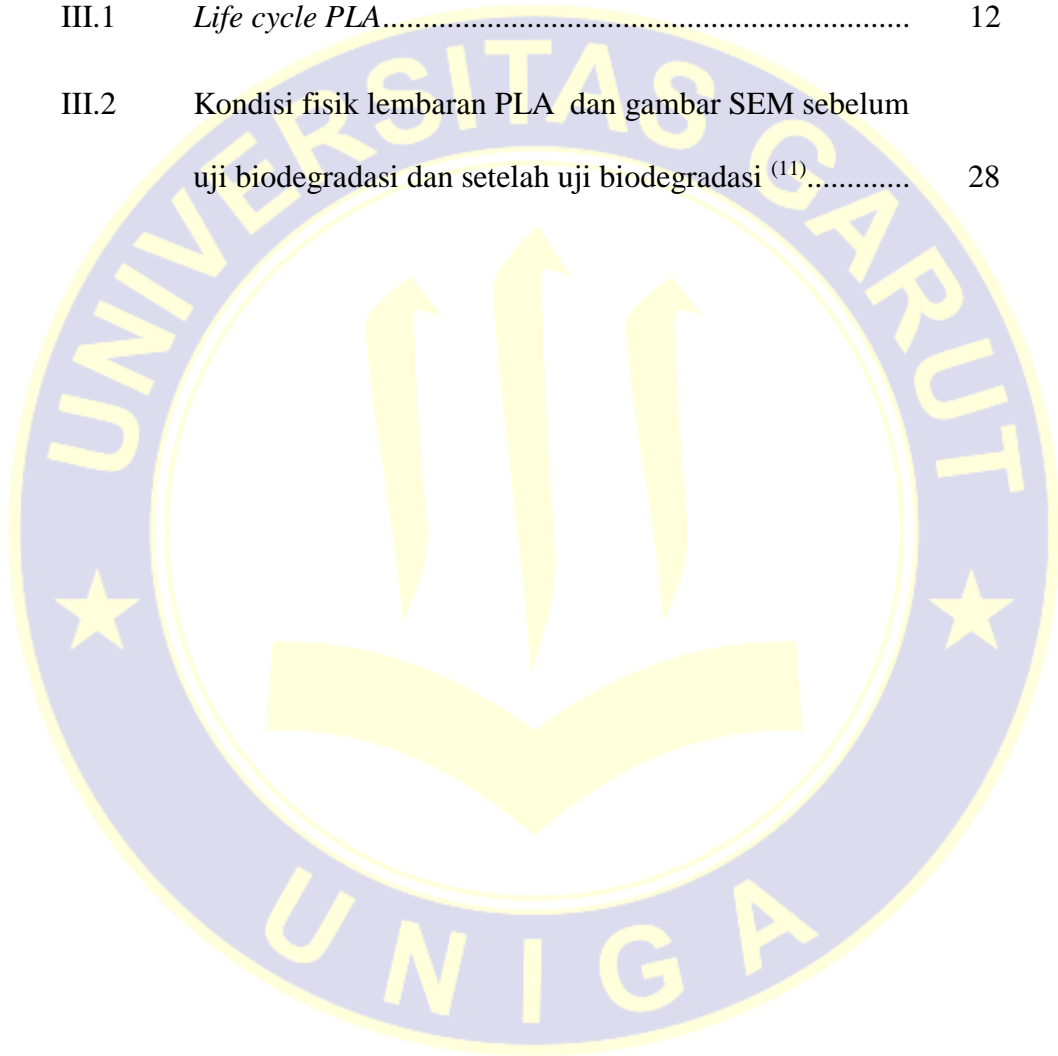 III.1 Life cycle PLA.................................................................... 12
III.2 Kondisi fisik lembaran PLA dan gambar SEM sebelum
uji biodegradasi dan setelah uji biodegradasi (11)............. 28
UNIVERSITAS GARUT
UNIGA